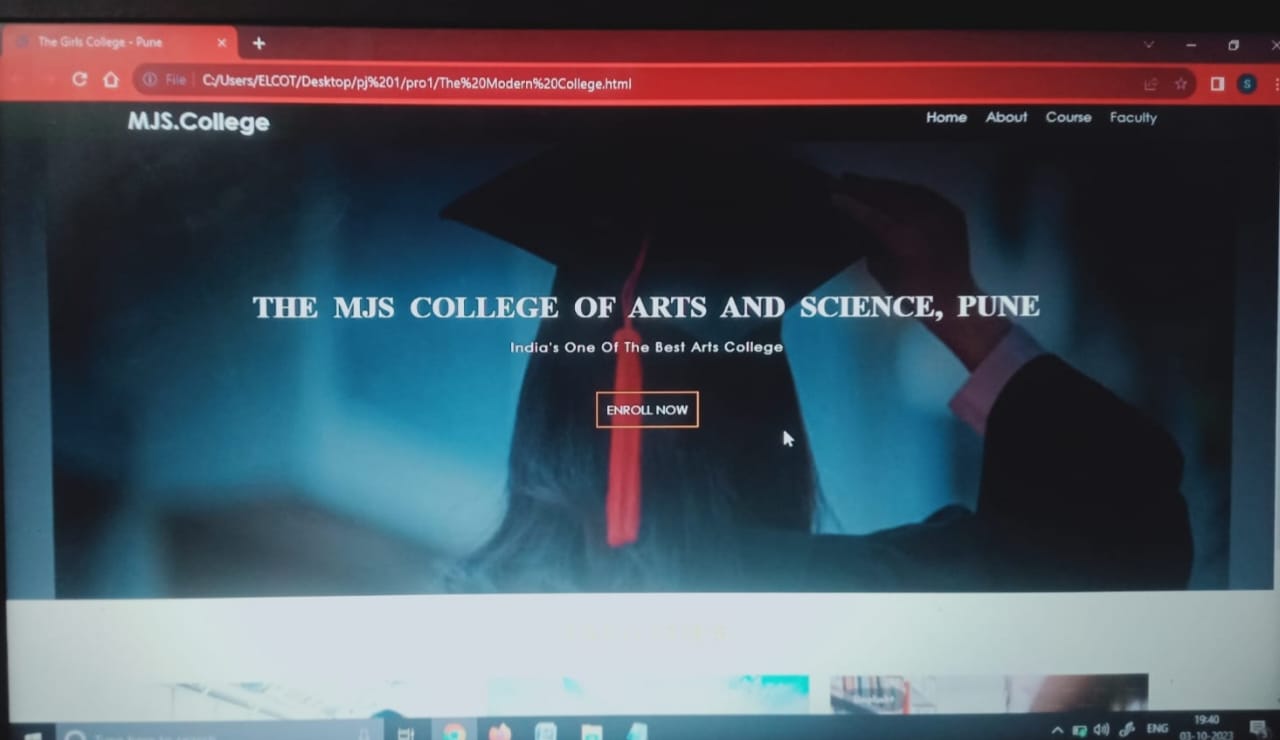 The Girls College - Pune
File C:/Users/ELCOT/Desktop/pj%201/pro1/The%20Modern%20College.html
S
MJS.College
Home About Course Faculty
THE MJS COLLEGE OF ARTS AND SCIENCE, PUNE
India's One Of The Best Arts College
ENROLL NOW
ENG
19:40
03-10-2023